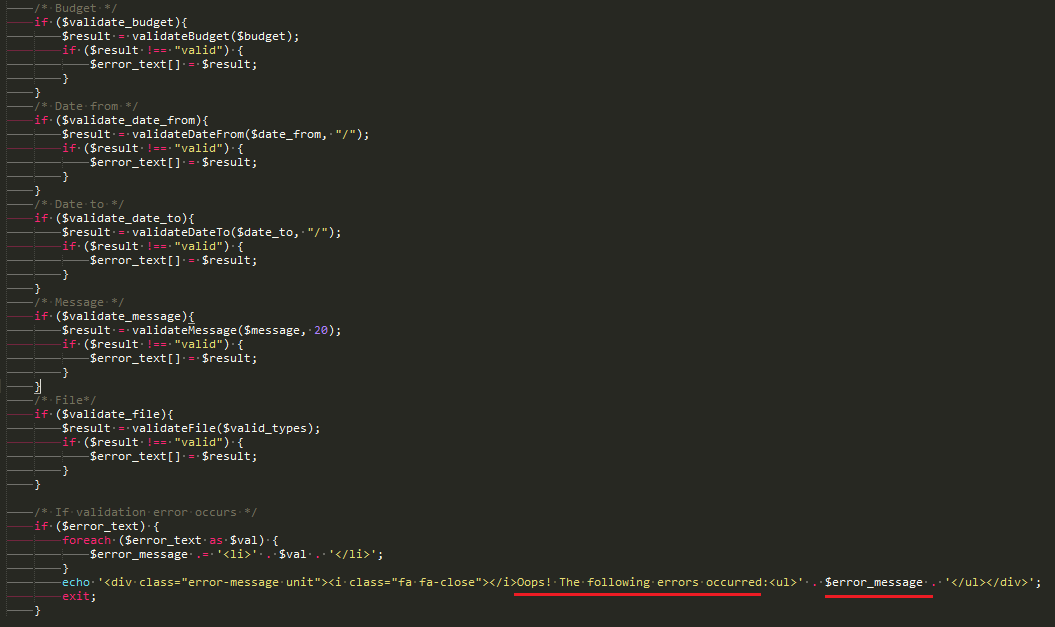 /* Budget */
if ($validate_budget){
$result = validateBudget($budget);
if ($result !== "valid") {
$error_text[] = $result;
}
}
/* Date from */
if ($validate_date_from){
$result = validateDateFrom($date_from, "/");
if ($result !== "valid") {
$error_text[] = $result;
}
}
/* Date to */
if ($validate_date_to){
$result = validateDateTo($date_to, "/");
if ($result !== "valid") {
$error_text[] = $result;
}
}
/* Message */
if ($validate_message){
$result = validateMessage($message, 20);
if ($result !== "valid") {
$error_text[] = $result;
}
}
/* File*/
if ($validate_file){
$result = validateFile($valid_types);
if ($result !== "valid") {
$error_text[] = $result;
}
}
/* If validation error occurs */
if ($error_text) {
foreach ($error_text as $val) {
$error_message .= '<li>' . $val . '</li>';
}
echo '<div class="error-message unit"><i class="fa fa-close"></i>Oops! The following errors occurred:<ul>' . $error_message . '</ul></div>';
exit;
}